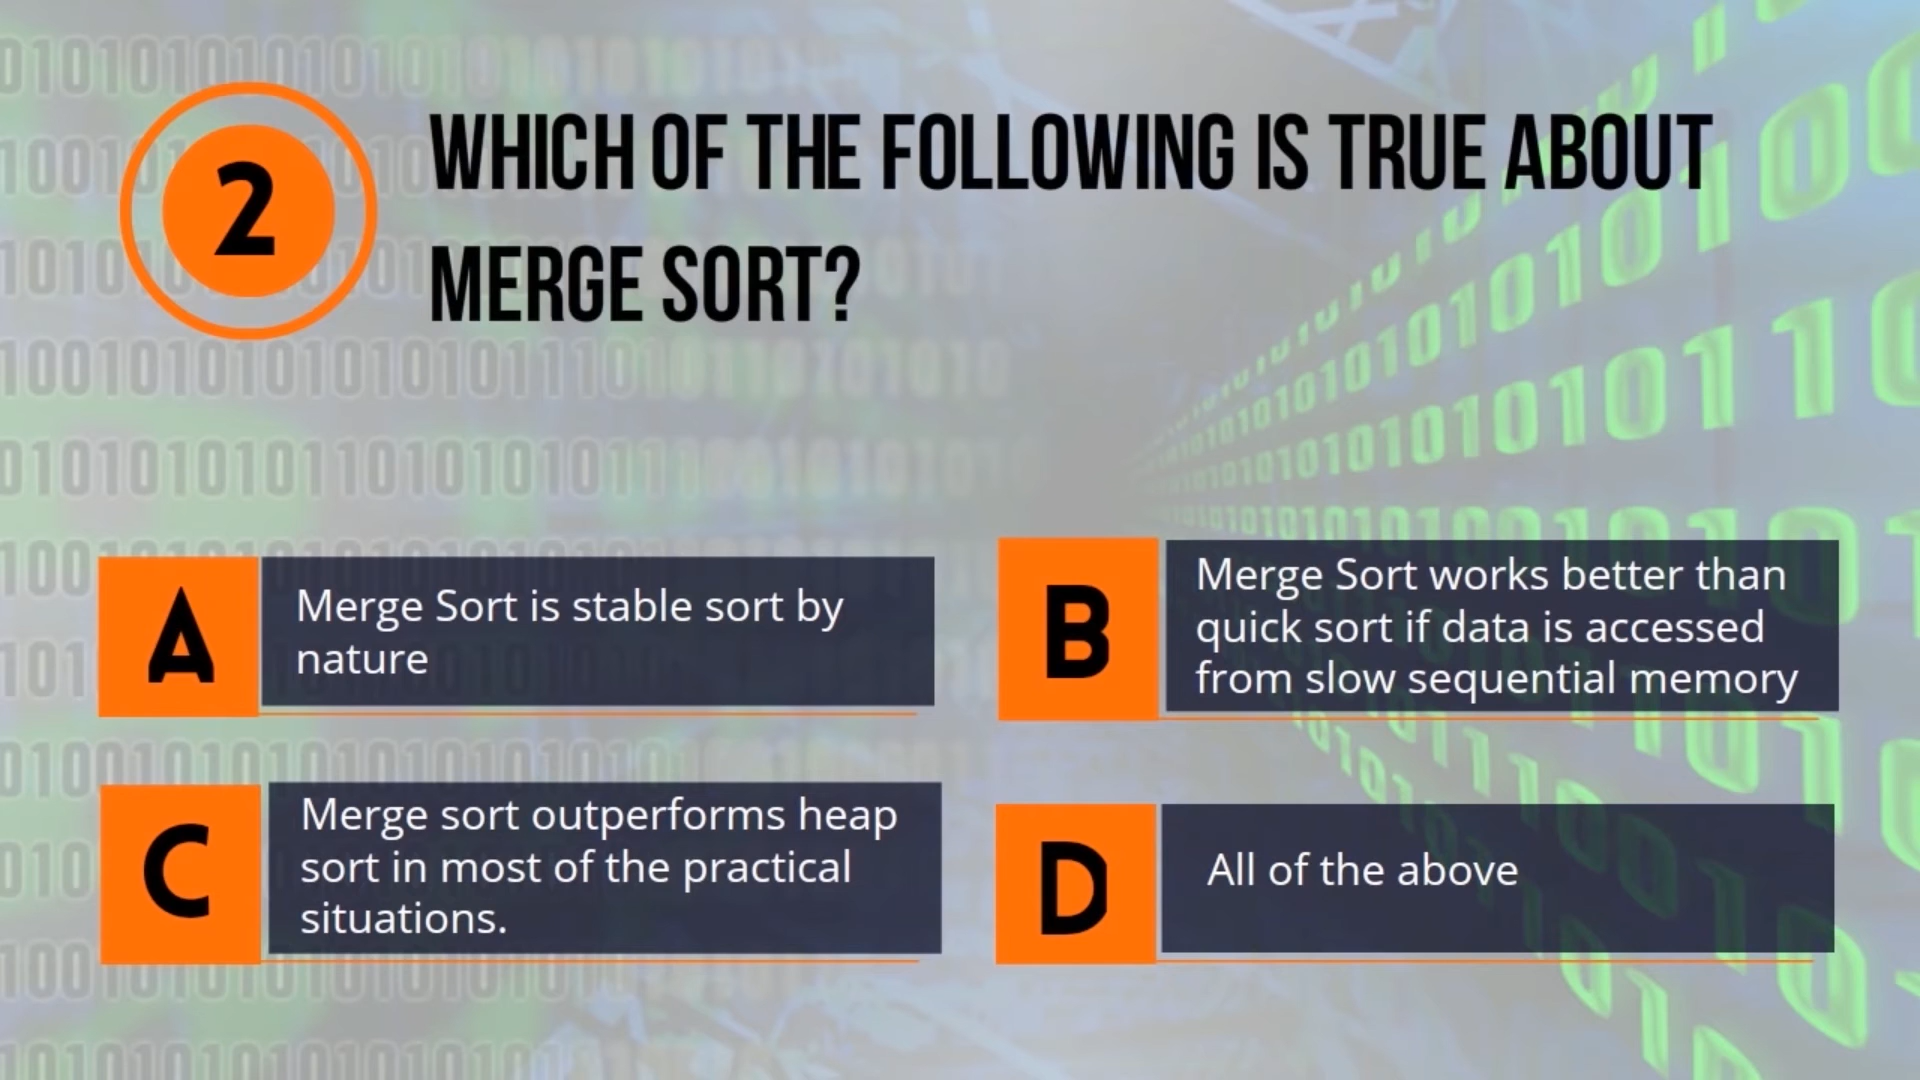 2
WHICH OF THE FOLLOWING IS TRUE ABOUT
MERGE SORT?
A
Merge Sort is stable sort by
nature
B
Merge Sort works better than
quick sort if data is accessed
from slow sequential memory
C
Merge sort outperforms heap
sort in most of the practical
situations.
D
All of the above